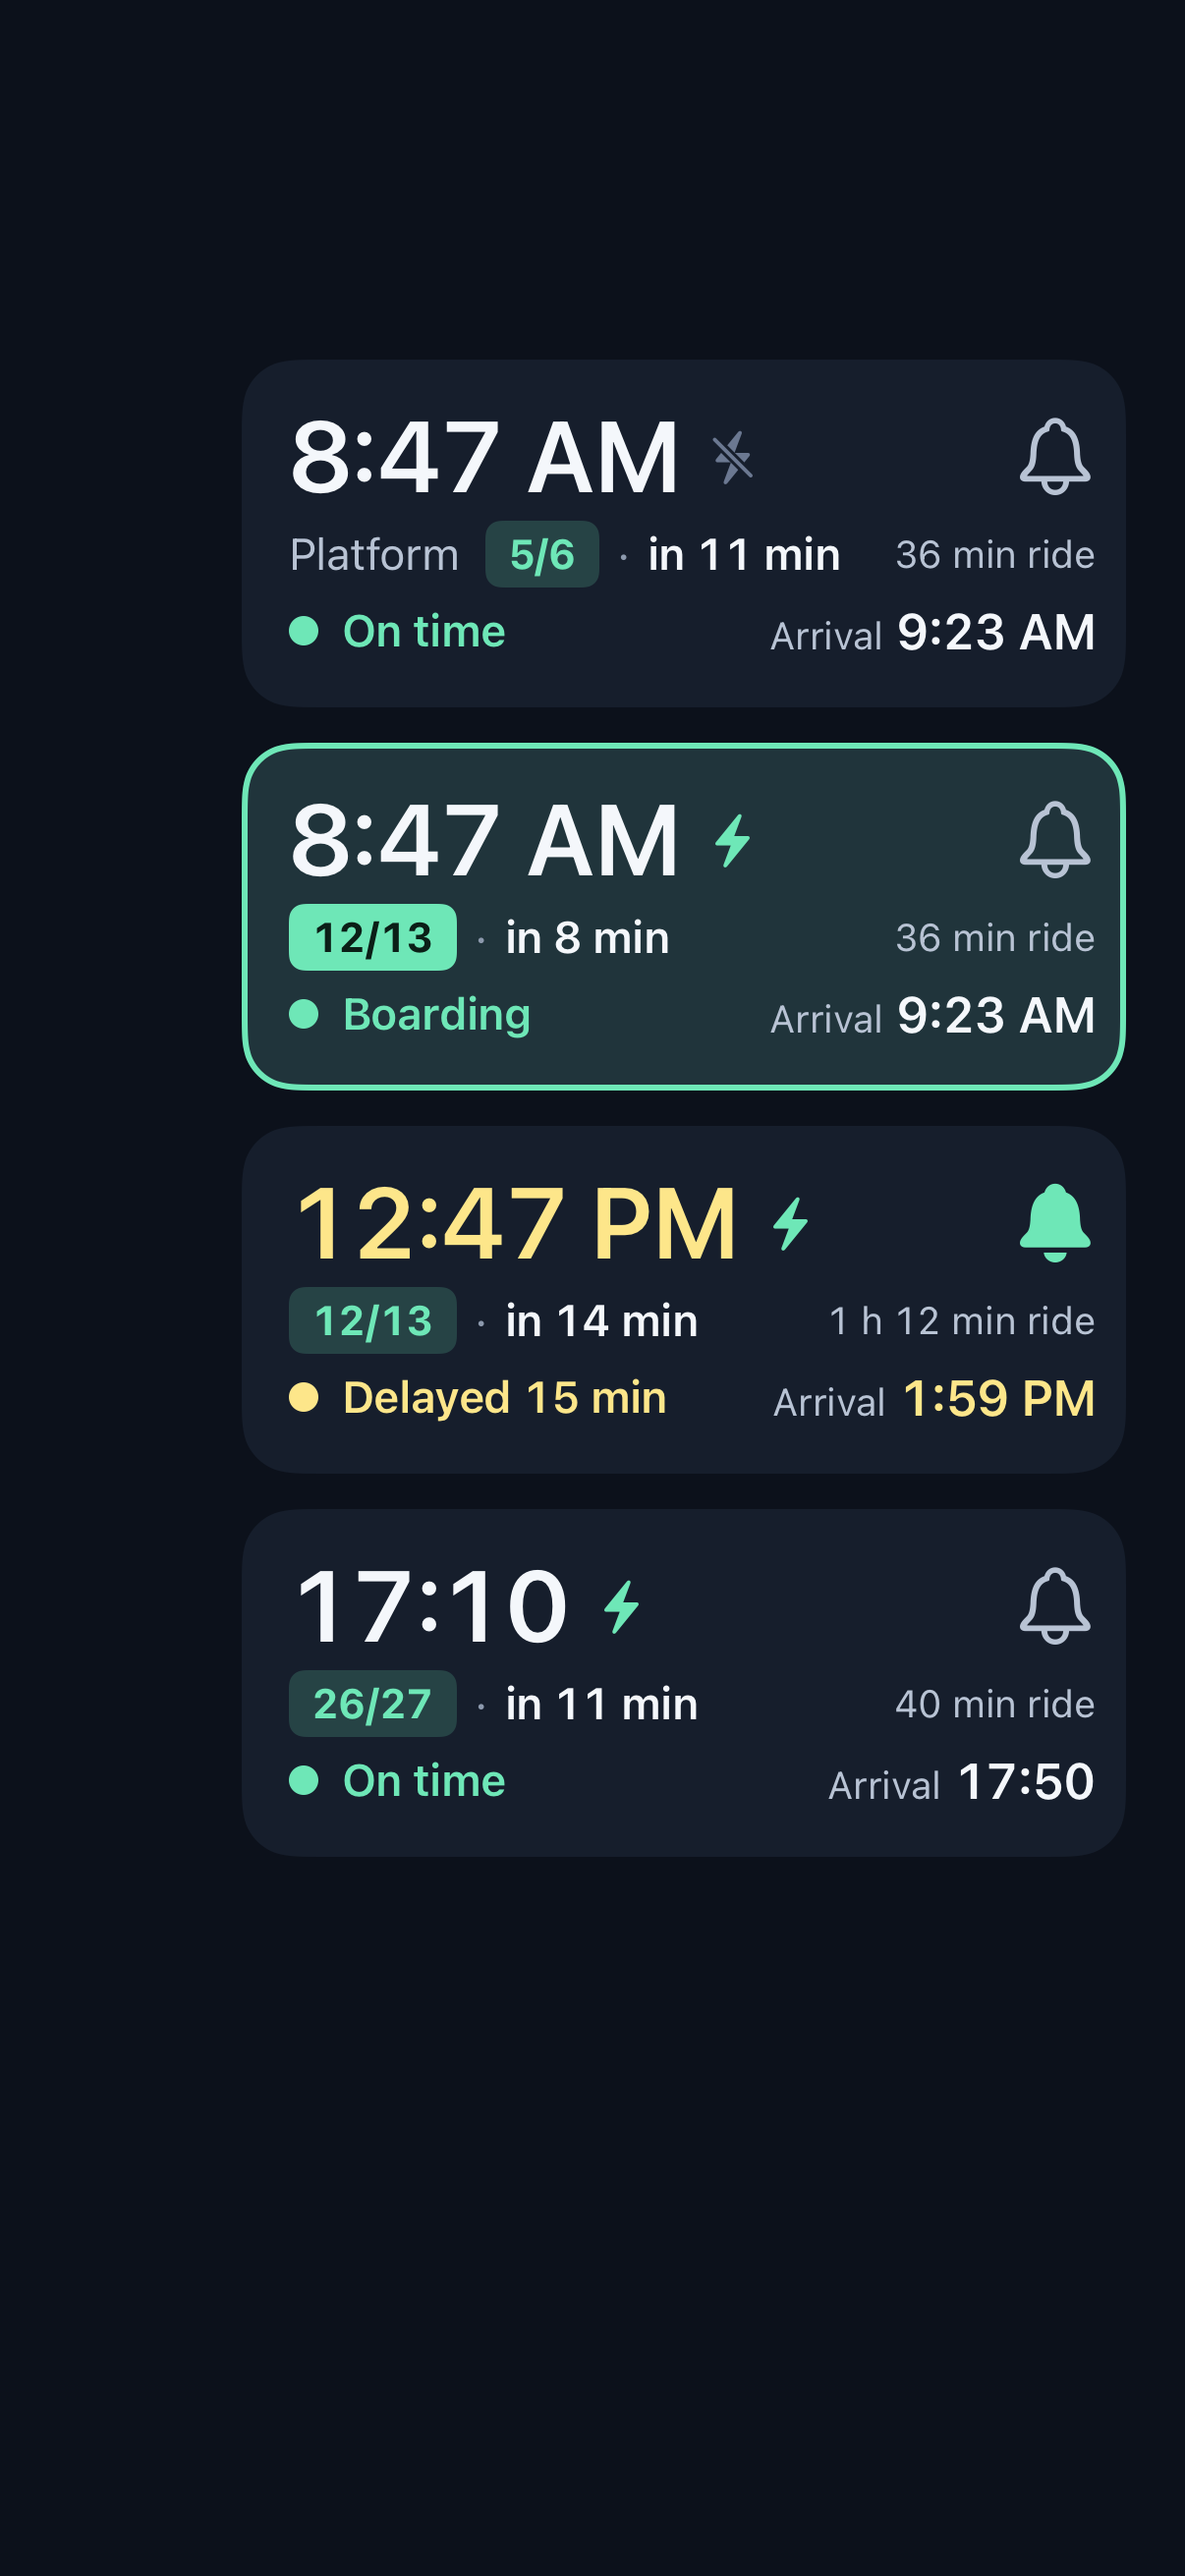 8:47 AM
Platform 5/6 · in 11 min 36 min ride
On time Arrival 9:23 AM
8:47 AM
12/13 · in 8 min 36 min ride
Boarding Arrival 9:23 AM
12:47 PM
12/13 · in 14 min 1 h 12 min ride
Delayed 15 min Arrival 1:59 PM
17:10
26/27 · in 11 min 40 min ride
On time Arrival 17:50